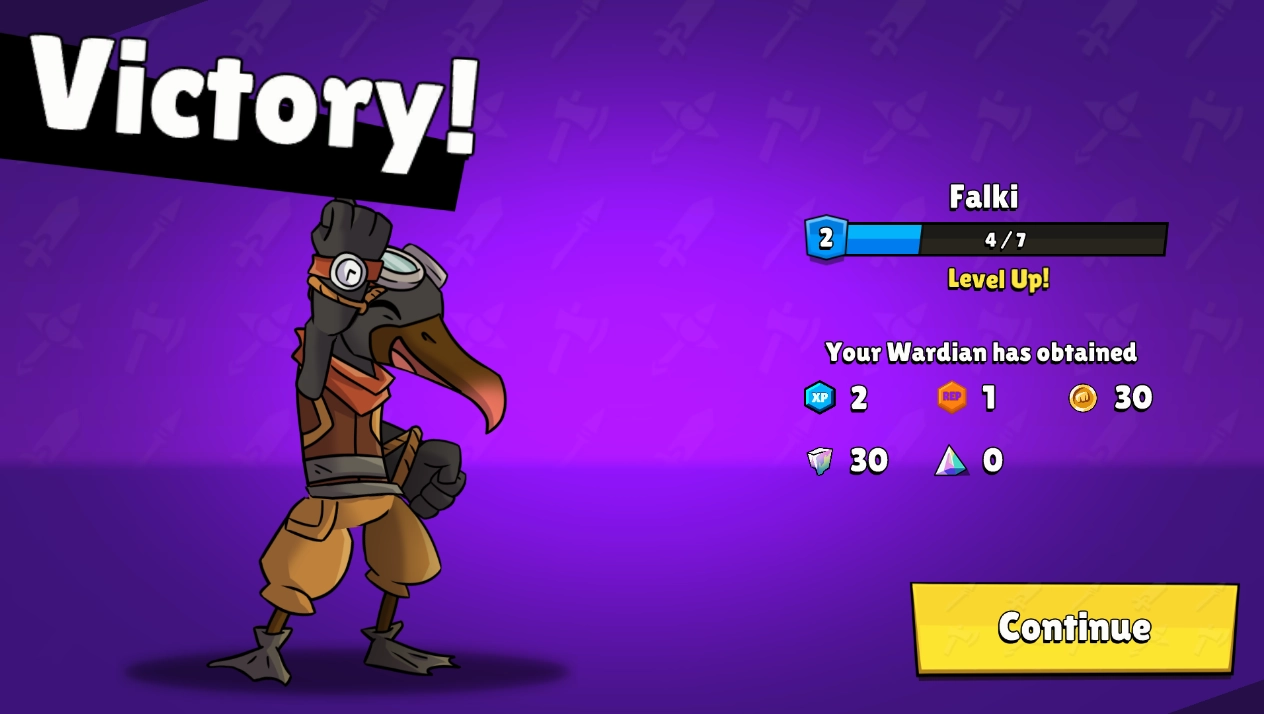 Victory!
Falki
2
4 / 7
Level Up!
Your Wardian has obtained
XP 2 REP 1 30
30 0
Continue